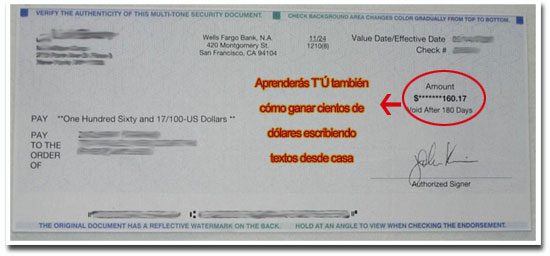 VERIFY THE AUTHENTICITY OF THIS MULTI-TONE SECURITY DOCUMENT. CHECK BACKGROUND AREA CHANGES COLOR GRADUALLY FROM TOP TO BOTTOM.
Wells Fargo Bank, N.A.
420 Montgomery St.
San Francisco, CA 94104
11/24
1210(8)
Value Date/Effective Date
Check #
Aprenderás T´Ú también
cómo ganar cientos de
dólares escribiendo
textos desde casa
Amount
$*******160.17
Void After 180 Days
PAY **One Hundred Sixty and 17/100-US Dollars **
PAY
TO THE
ORDER
OF
Authorized Signer
THE ORIGINAL DOCUMENT HAS A REFLECTIVE WATERMARK ON THE BACK. HOLD AT AN ANGLE TO VIEW WHEN CHECKING THE ENDORSEMENT.